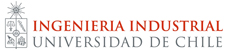 INGENIERIA INDUSTRIAL
UNIVERSIDAD DE CHILE